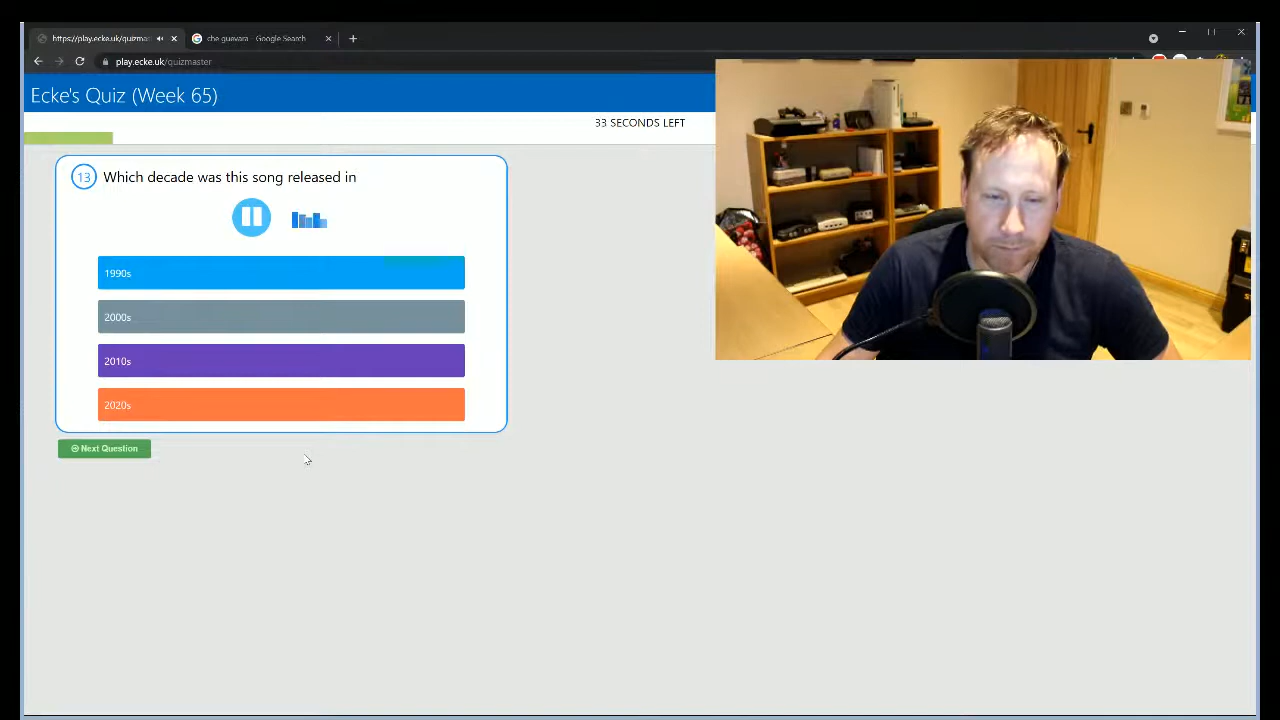 https://play.ecke.uk/quizmas
che guevara - Google Search
play.ecke.uk/quizmaster
Ecke's Quiz (Week 65)
33 SECONDS LEFT
13 Which decade was this song released in
1990s
2000s
2010s
2020s
Next Question